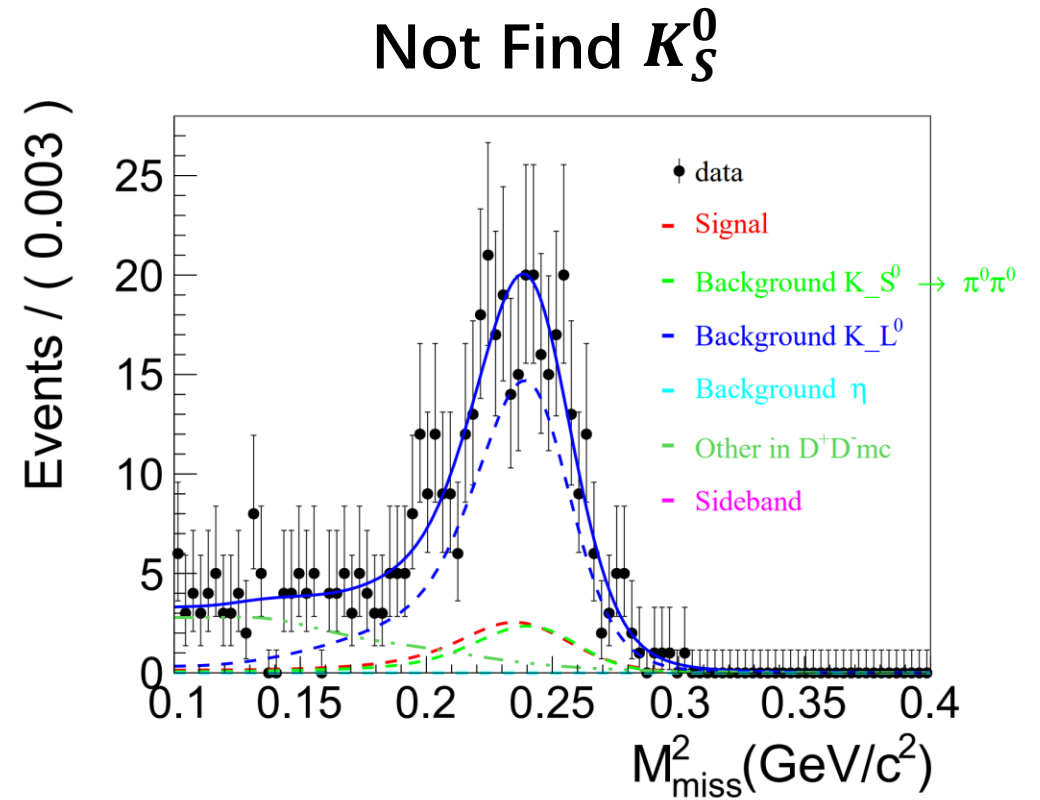 Not Find K_S^0
Events / ( 0.003 )
25
20
15
10
5
0
data
Signal
Background K_S^0 → π^0π^0
Background K_L^0
Background η
Other in D^+D^-mc
Sideband
0.1 0.15 0.2 0.25 0.3 0.35 0.4
M^2_miss(GeV/c^2)